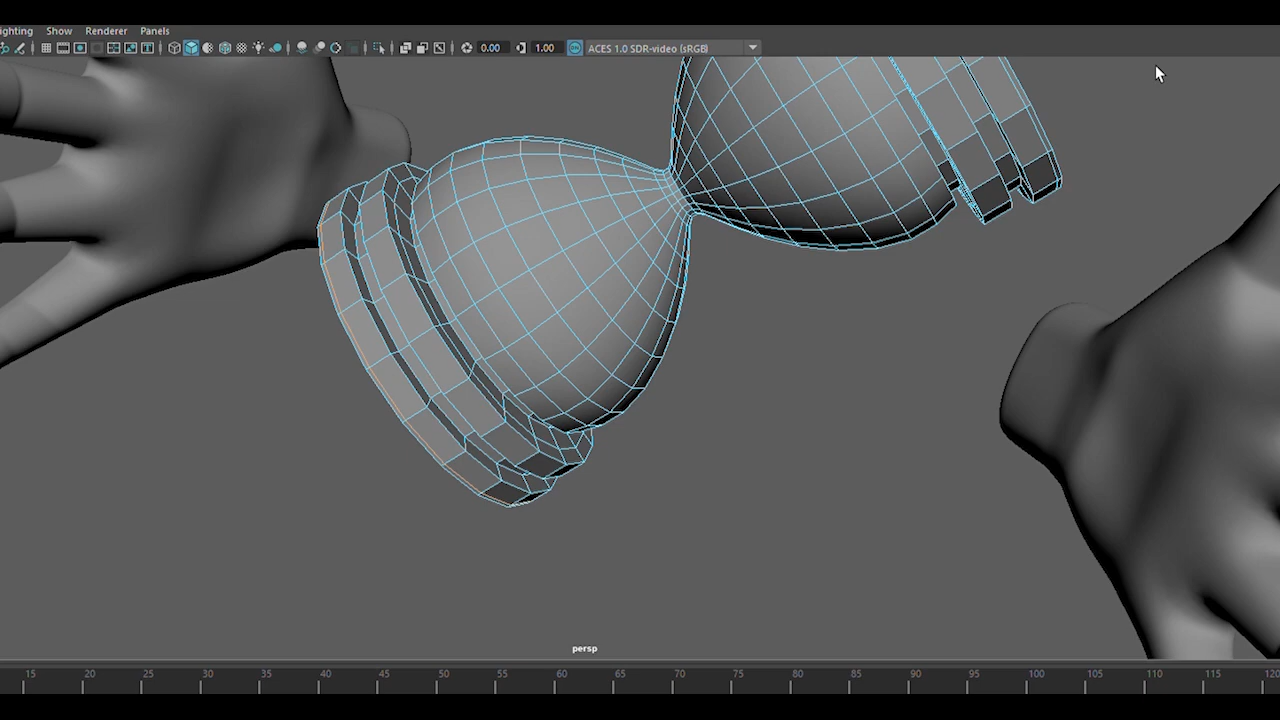 ighting Show Renderer Panels
0.00 1.00 ACES 1.0 SDR-video (sRGB)
persp
15 20 25 30 35 40 45 50 55 60 65 70 75 80 85 90 95 100 105 110 115 120